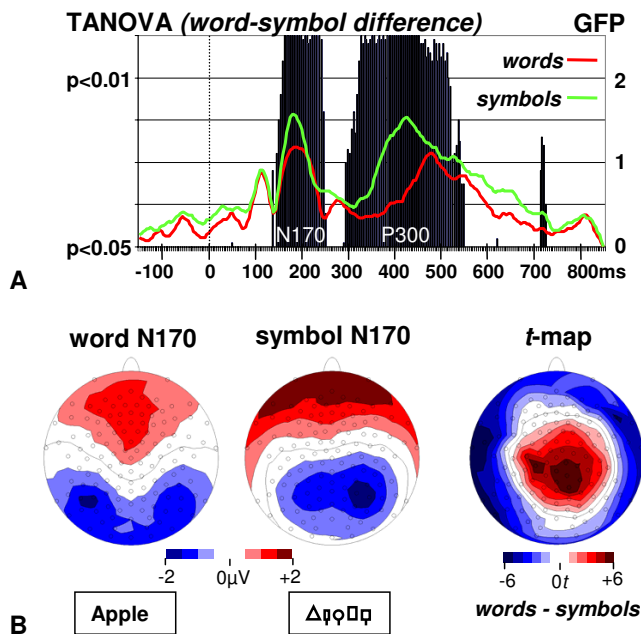 TANOVA (word-symbol difference) GFP
p<0.01
p<0.05
words
symbols
2
1
0
N170
P300
-100 0 100 200 300 400 500 600 700 800ms
A
word N170 symbol N170 t-map
-2 0µV +2
-6 0t +6
words - symbols
Apple
B